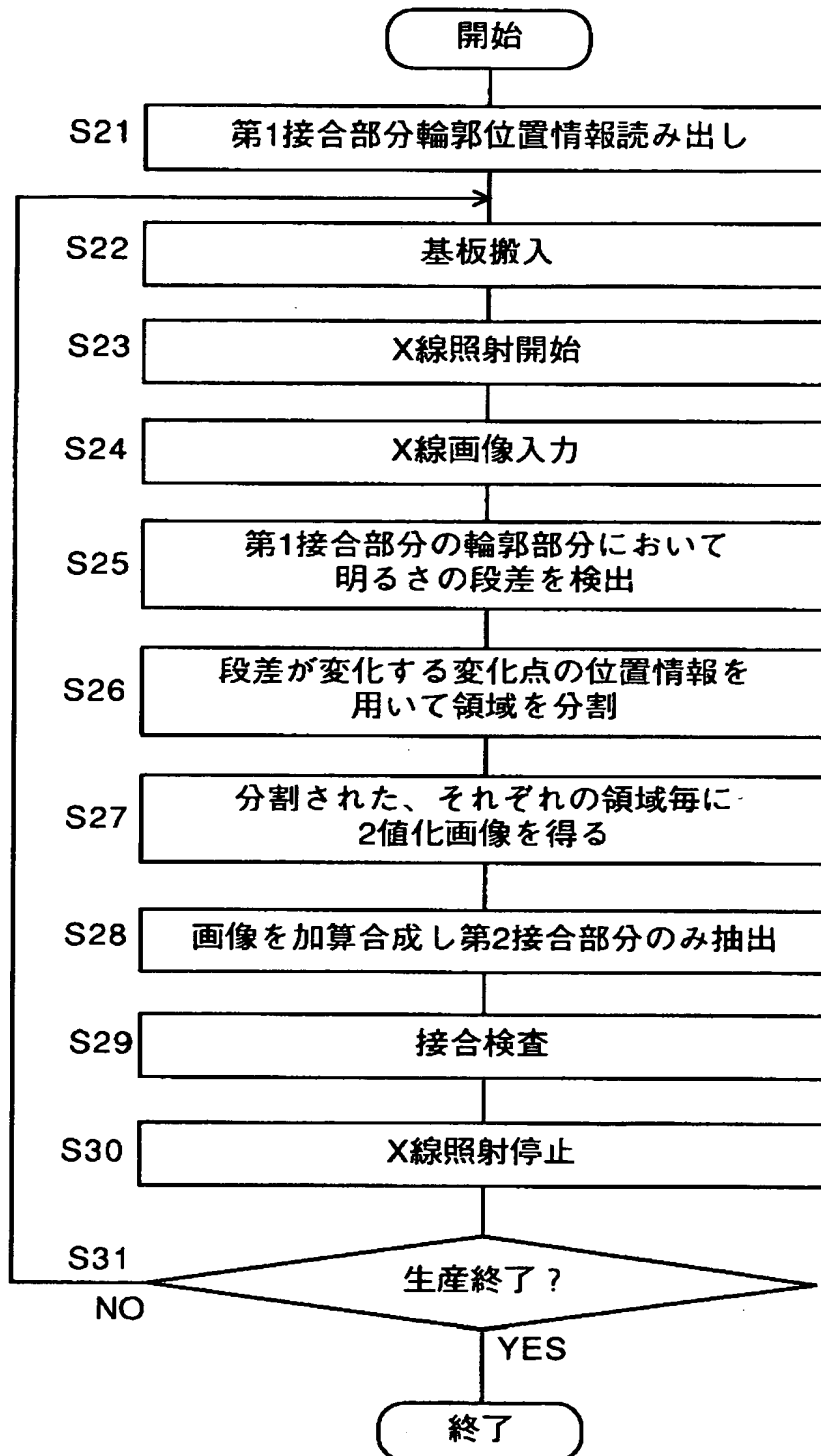 開始
S21 第1接合部分輪郭位置情報読み出し
S22 基板搬入
S23 X線照射開始
S24 X線画像入力
S25 第1接合部分の輪郭部分において
明るさの段差を検出
S26 段差が変化する変化点の位置情報を
用いて領域を分割
S27 分割された、それぞれの領域毎に
2値化画像を得る
S28 画像を加算合成し第2接合部分のみ抽出
S29 接合検査
S30 X線照射停止
S31 生産終了?
NO
YES
終了